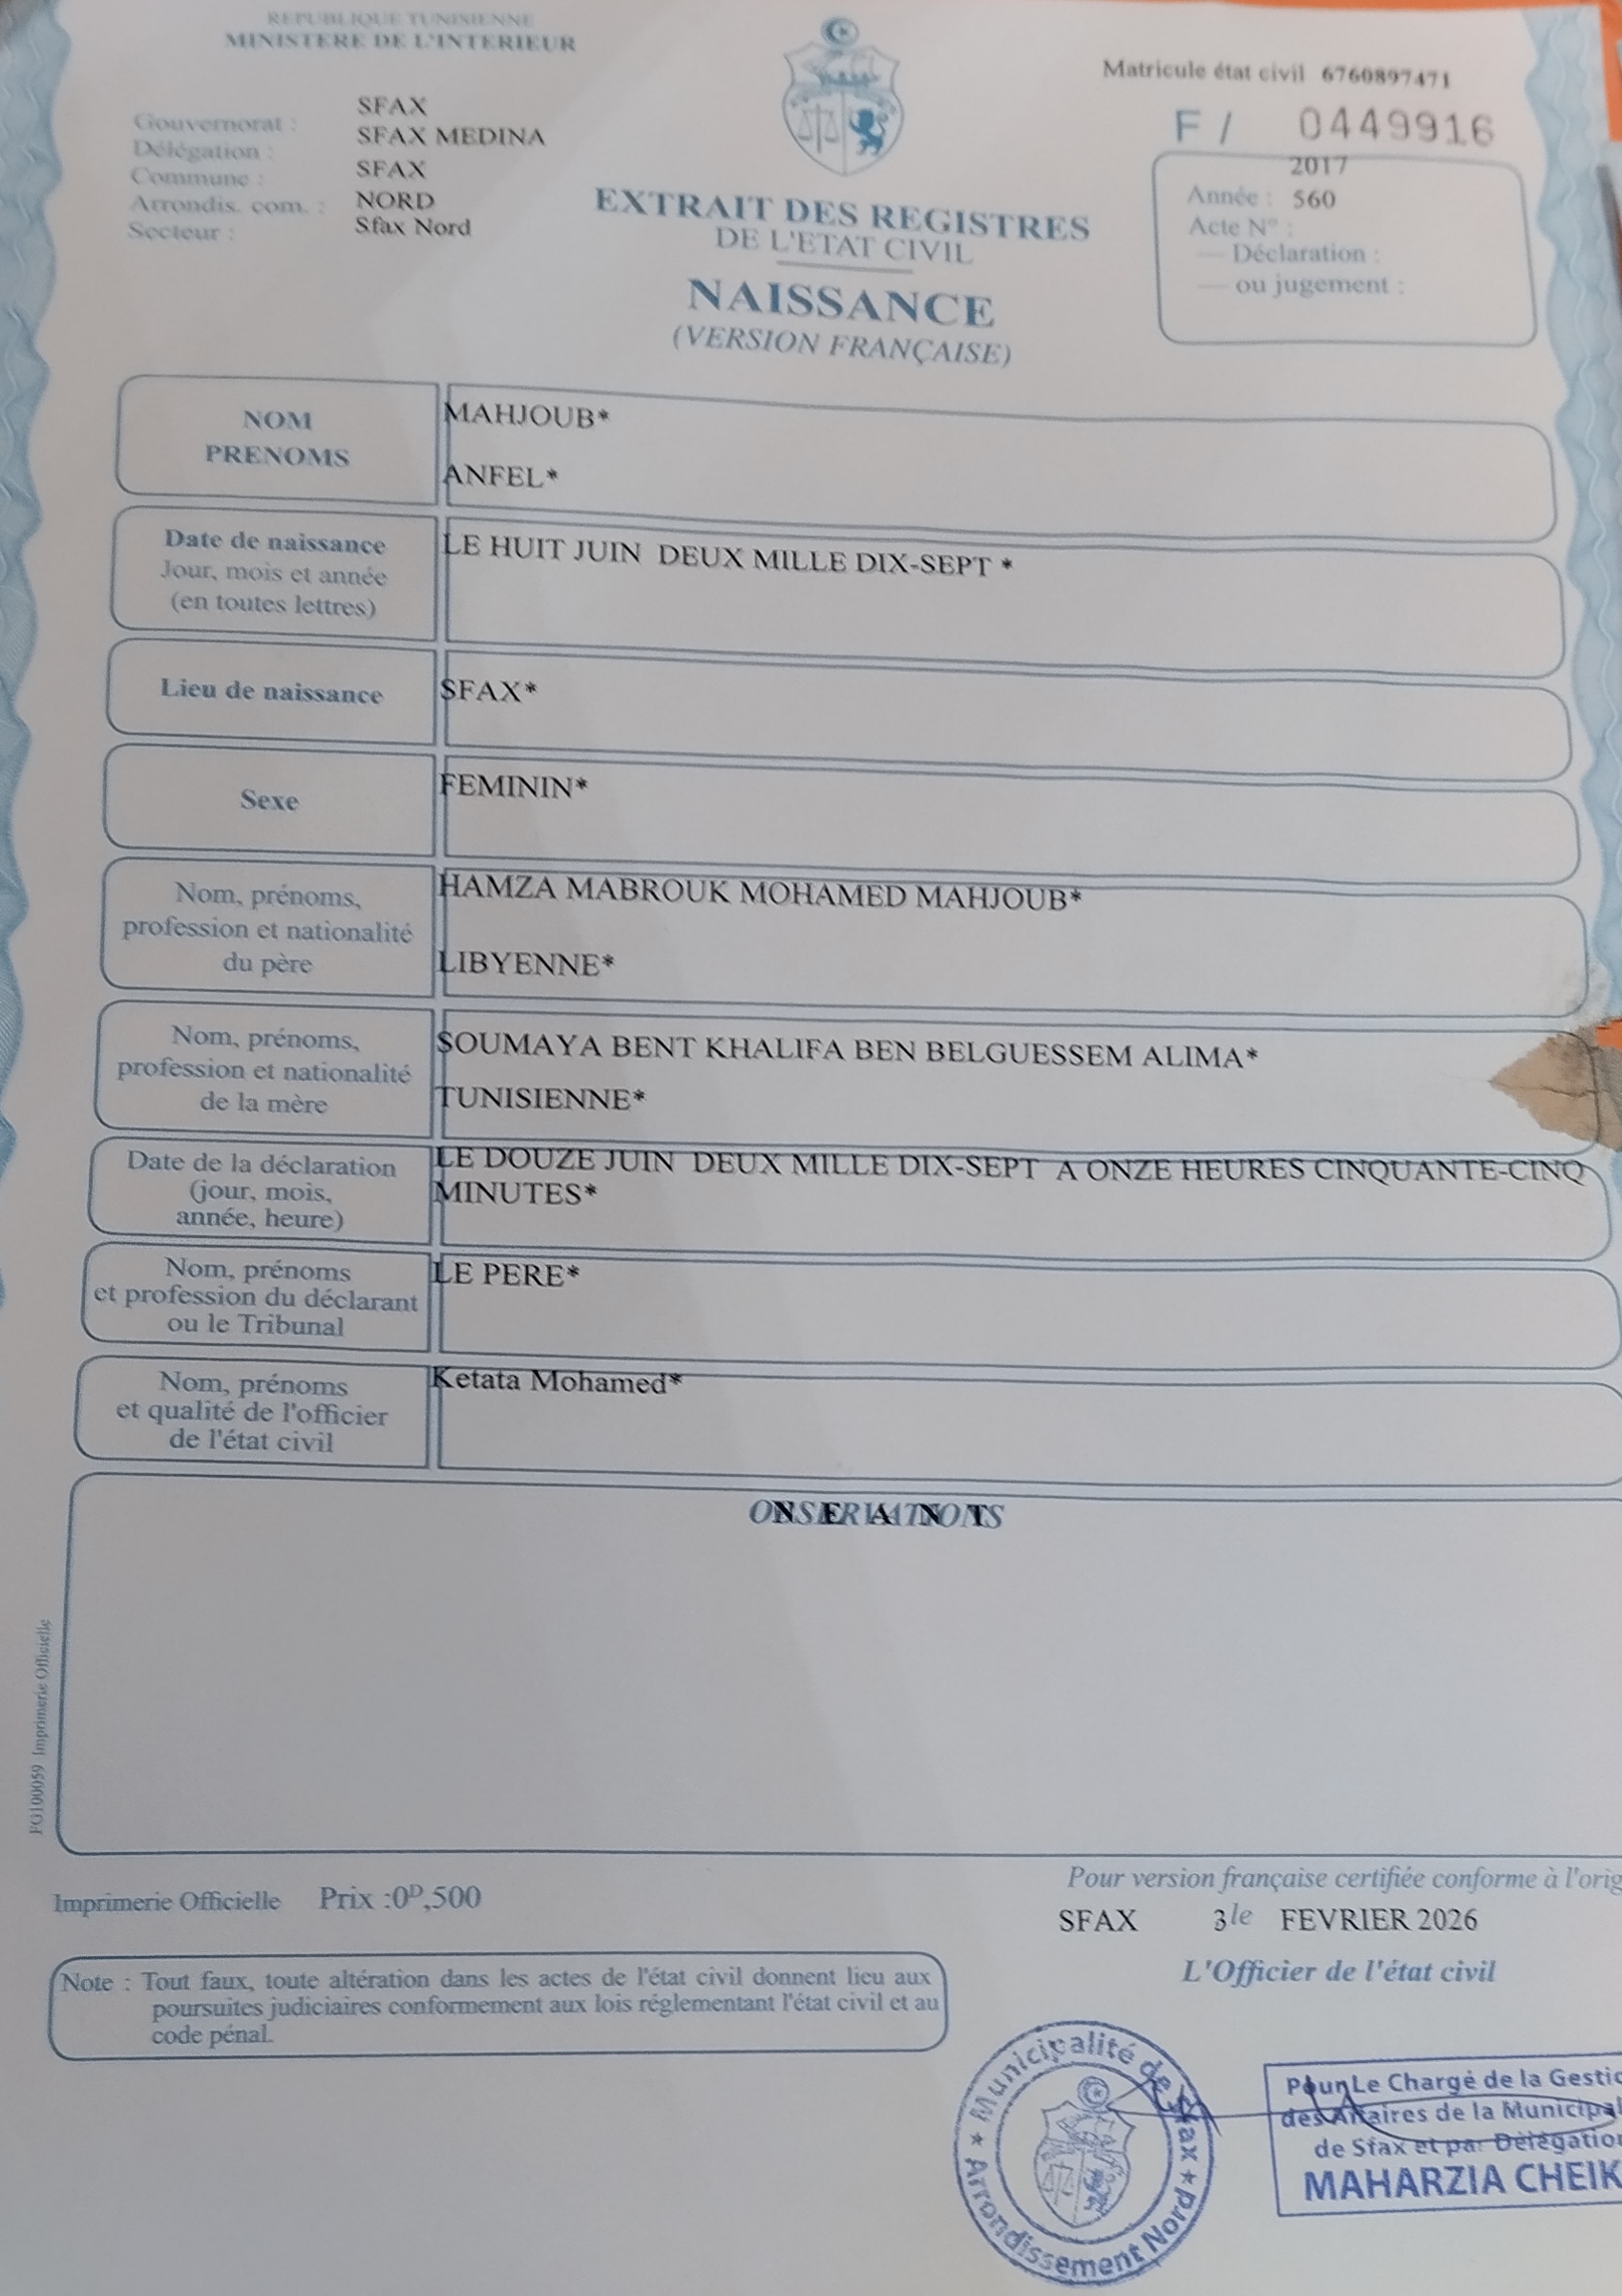 REPUBLIQUE TUNISIENNE
MINISTERE DE L'INTERIEUR
Matricule état civil 6760897471
F / 0449916
Gouvernorat : SFAX
Délégation : SFAX MEDINA
Commune : SFAX
Arrondis. com. : NORD
Secteur : Sfax Nord
2017
Année : 560
Acte N° :
— Déclaration :
— ou jugement :
EXTRAIT DES REGISTRES
DE L'ETAT CIVIL
NAISSANCE
(VERSION FRANÇAISE)
NOM
PRENOMS
MAHJOUB*
ANFEL*
Date de naissance
Jour, mois et année
(en toutes lettres)
LE HUIT JUIN DEUX MILLE DIX-SEPT *
Lieu de naissance
SFAX*
Sexe
FEMININ*
Nom, prénoms,
profession et nationalité
du père
HAMZA MABROUK MOHAMED MAHJOUB*
LIBYENNE*
Nom, prénoms,
profession et nationalité
de la mère
SOUMAYA BENT KHALIFA BEN BELGUESSEM ALIMA*
TUNISIENNE*
Date de la déclaration
(jour, mois,
année, heure)
LE DOUZE JUIN DEUX MILLE DIX-SEPT A ONZE HEURES CINQUANTE-CINQ
MINUTES*
Nom, prénoms
et profession du déclarant
ou le Tribunal
LE PERE*
Nom, prénoms
et qualité de l'officier
de l'état civil
Ketata Mohamed*
OBSERVATIONS
N E A N T
FG100059 Imprimerie Officielle
Imprimerie Officielle Prix :0ᴰ,500
Pour version française certifiée conforme à l'orig
SFAX 3 le FEVRIER 2026
L'Officier de l'état civil
Note : Tout faux, toute altération dans les actes de l'état civil donnent lieu aux
poursuites judiciaires conformement aux lois réglementant l'état civil et au
code pénal.
Municipalité de Sfax ★ Arrondissement Nord ★
Pour Le Chargé de la Gestio
des Affaires de la Municipal
de Sfax et par Délégation
MAHARZIA CHEIK